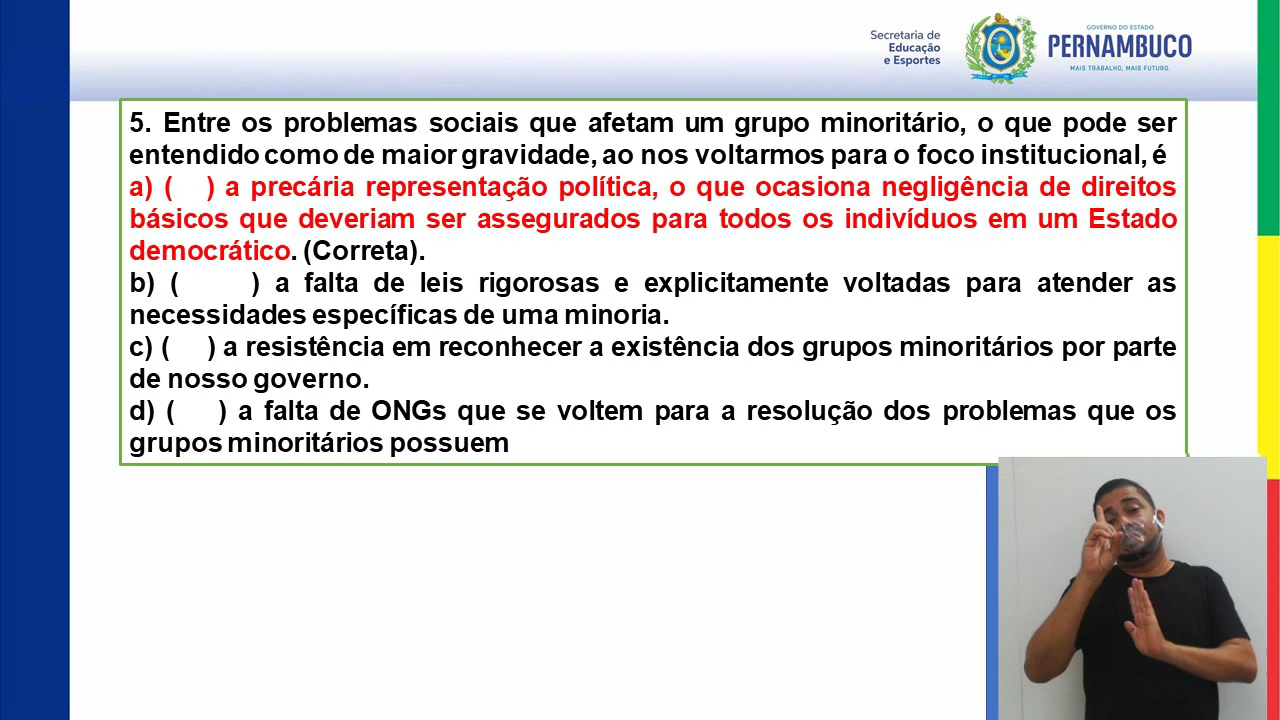 Secretaria de
Educação
e Esportes
GOVERNO DO ESTADO
PERNAMBUCO
MAIS TRABALHO, MAIS FUTURO.
5. Entre os problemas sociais que afetam um grupo minoritário, o que pode ser
entendido como de maior gravidade, ao nos voltarmos para o foco institucional, é
a) (    ) a precária representação política, o que ocasiona negligência de direitos
básicos que deveriam ser assegurados para todos os indivíduos em um Estado
democrático. (Correta).
b) (    ) a falta de leis rigorosas e explicitamente voltadas para atender as
necessidades específicas de uma minoria.
c) (    ) a resistência em reconhecer a existência dos grupos minoritários por parte
de nosso governo.
d) (    ) a falta de ONGs que se voltem para a resolução dos problemas que os
grupos minoritários possuem